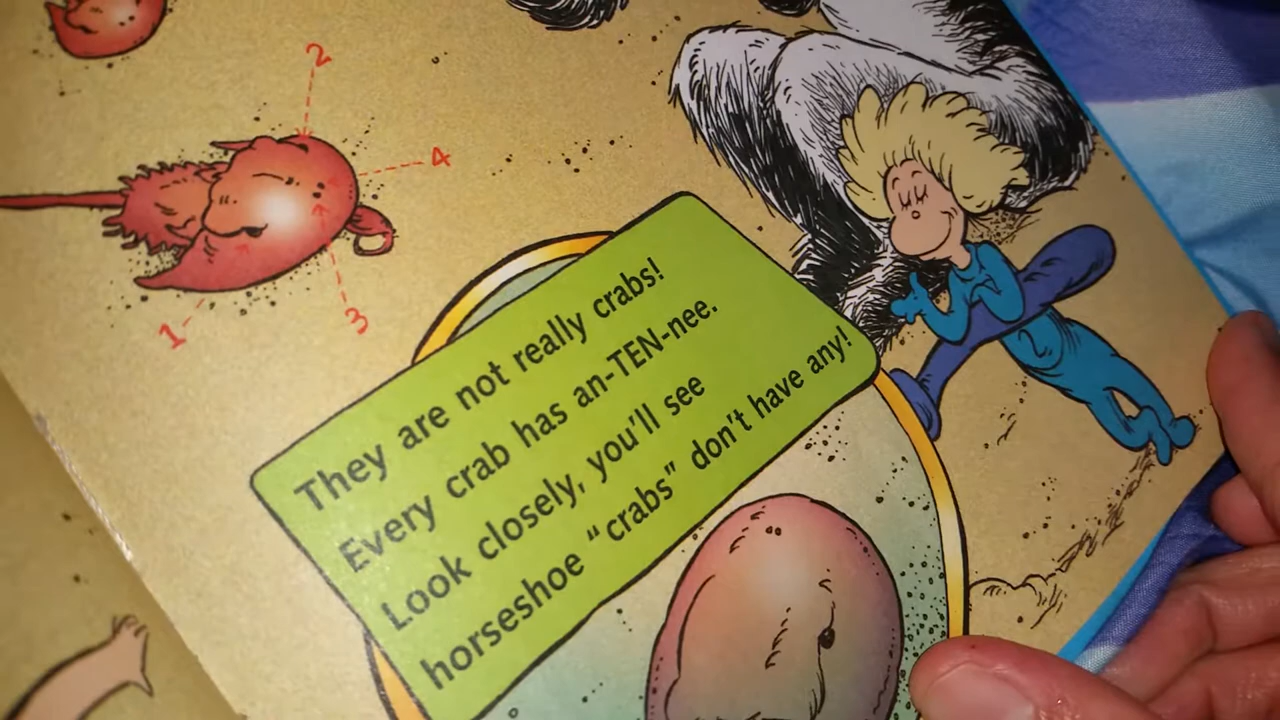 2
4
1
3
They are not really crabs!
Every crab has an-TEN-nee.
Look closely, you'll see
horseshoe "crabs" don't have any!